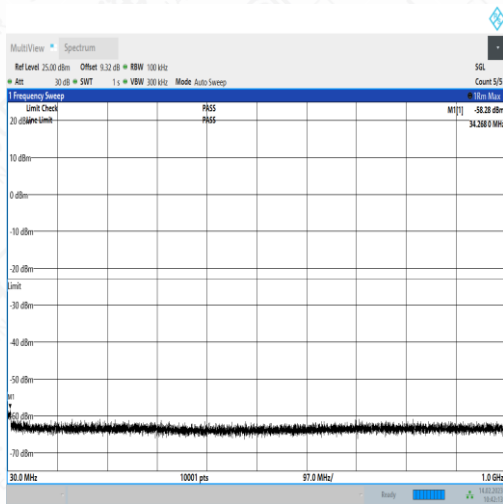 MultiView Spectrum
Ref Level 25.00 dBm Offset 9.32 dB RBW 100 kHz SGL
Att 30 dB SWT 1 s VBW 300 kHz Mode Auto Sweep Count 5/5
1 Frequency Sweep 1Rm Max
Limit Check PASS M1[1] -58.28 dBm
20 dBm Line Limit PASS 34.268 0 MHz
10 dBm
0 dBm
-10 dBm
-20 dBm
Limit
-30 dBm
-40 dBm
-50 dBm
M1
-60 dBm
-70 dBm
30.0 MHz 10001 pts 97.0 MHz/ 1.0 GHz
Ready